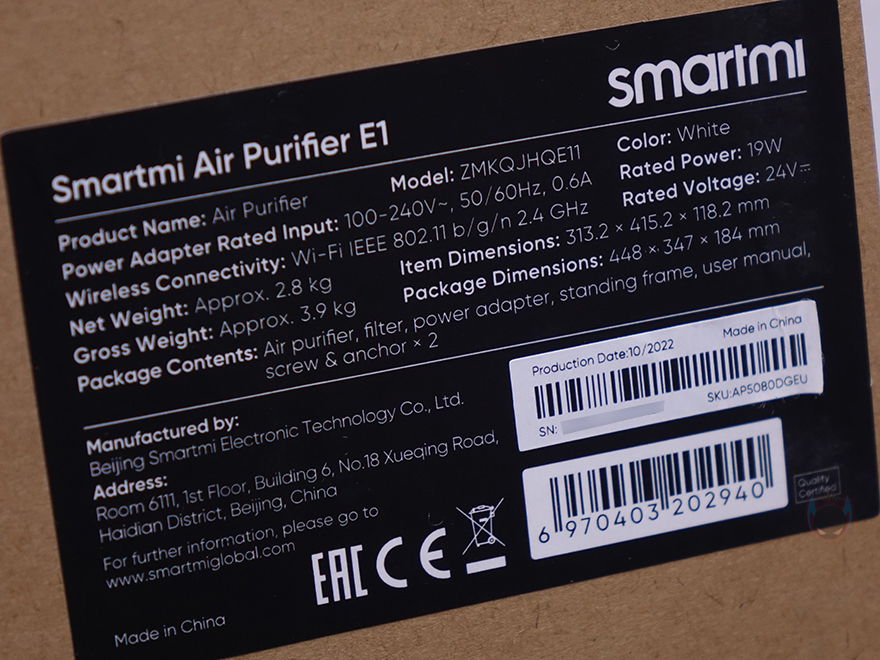 smartmi
Smartmi Air Purifier E1
Product Name: Air Purifier
Model: ZMKQJHQE11
Color: White
Power Adapter Rated Input: 100-240V~, 50/60Hz, 0.6A
Rated Power: 19W
Wireless Connectivity: Wi-Fi IEEE 802.11 b/g/n 2.4 GHz
Rated Voltage: 24V⎓
Net Weight: Approx. 2.8 kg
Item Dimensions: 313.2 × 415.2 × 118.2 mm
Gross Weight: Approx. 3.9 kg
Package Dimensions: 448 × 347 × 184 mm
Package Contents: Air purifier, filter, power adapter, standing frame, user manual,
screw & anchor × 2
Manufactured by:
Beijing Smartmi Electronic Technology Co., Ltd.
Address:
Room 6111, 1st Floor, Building 6, No.18 Xueqing Road,
Haidian District, Beijing, China
For further information, please go to
www.smartmiglobal.com
Made in China
EAC CE
Production Date:10/2022
Made in China
SN:
SKU:AP5080DGEU
6 970403 202940
Quality
Certified